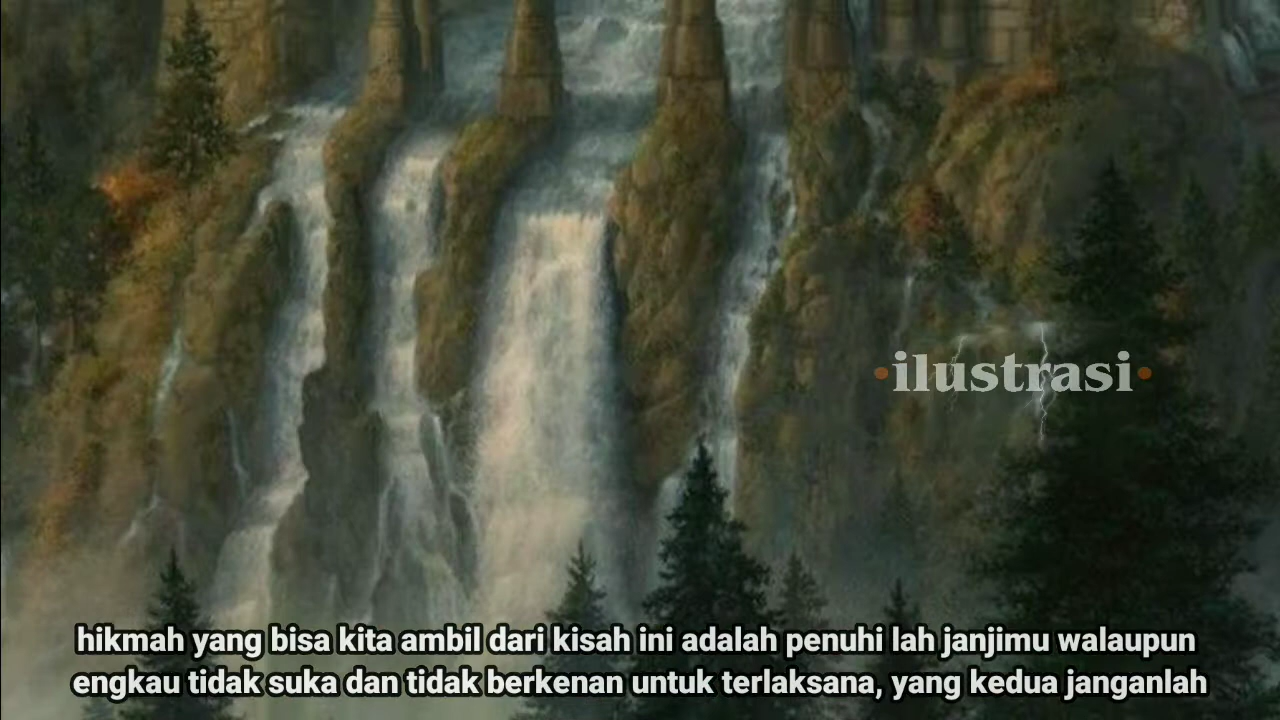 •ilustrasi•
hikmah yang bisa kita ambil dari kisah ini adalah penuhi lah janjimu walaupun
engkau tidak suka dan tidak berkenan untuk terlaksana, yang kedua janganlah